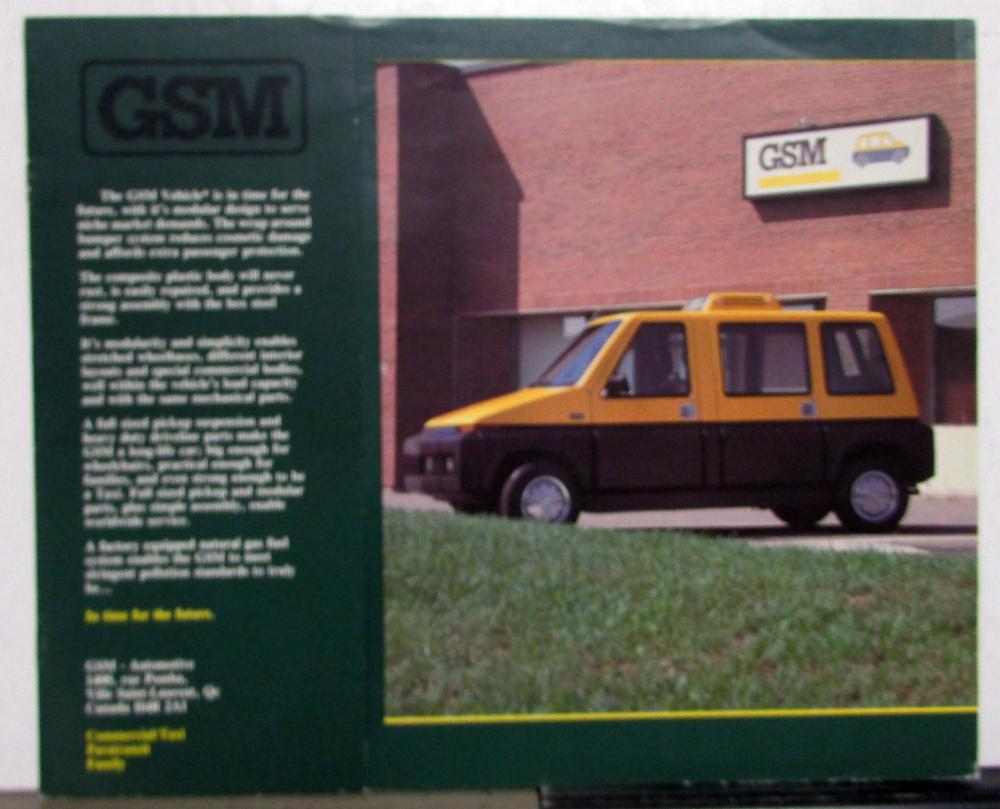 GSM
The GSM Vehicle* is in time for the
future, with it's modular design to serve
niche market demands. The wrap around
bumper system reduces cosmetic damage
and affords extra passenger protection.
The composite plastic body will never
rust, is easily repaired, and provides a
strong assembly with the box steel
frame.
It's modularity and simplicity enables
stretched wheelbases, different interior
layouts and special commercial bodies,
well within the vehicle's load capacity
and with the same mechanical parts.
A full sized pickup suspension and
heavy duty driveline parts make the
GSM a long-life car; big enough for
wheelchairs, practical enough for
families, and even strong enough to be
a Taxi. Full sized pickup and modular
parts, plus simple assembly, enable
worldwide service.
A factory equipped natural gas fuel
system enables the GSM to meet
stringent pollution standards to truly
be...
In time for the future.
GSM - Automotive
rue
Ville Saint-Laurent, Qc
Canada
Commercial/Taxi
Paratransit
Family
GSM